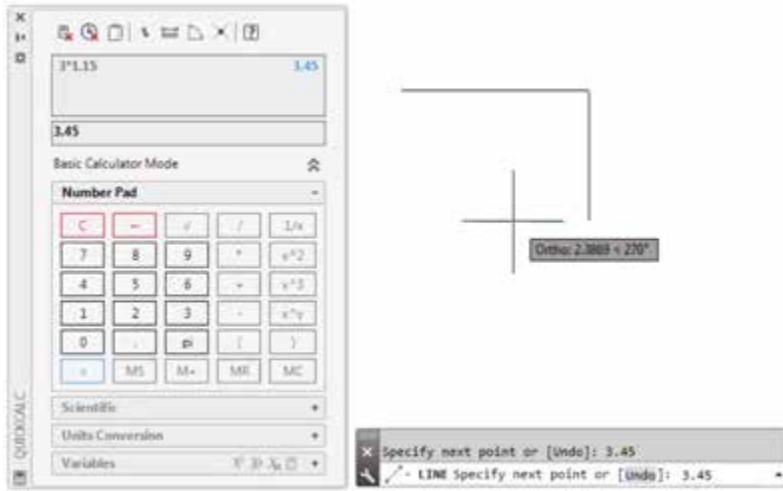 3*1.15 3.45
3.45
Basic Calculator Mode
Number Pad
C ← √ / 1/x
7 8 9 * x^2
4 5 6 + x^3
1 2 3 - x^y
0 . pi ( )
= MS M+ MR MC
Scientific
Units Conversion
Variables
QUICKCALC
Ortho: 2.3869 < 270°
Specify next point or [Undo]: 3.45
LINE Specify next point or [Undo]: 3.45